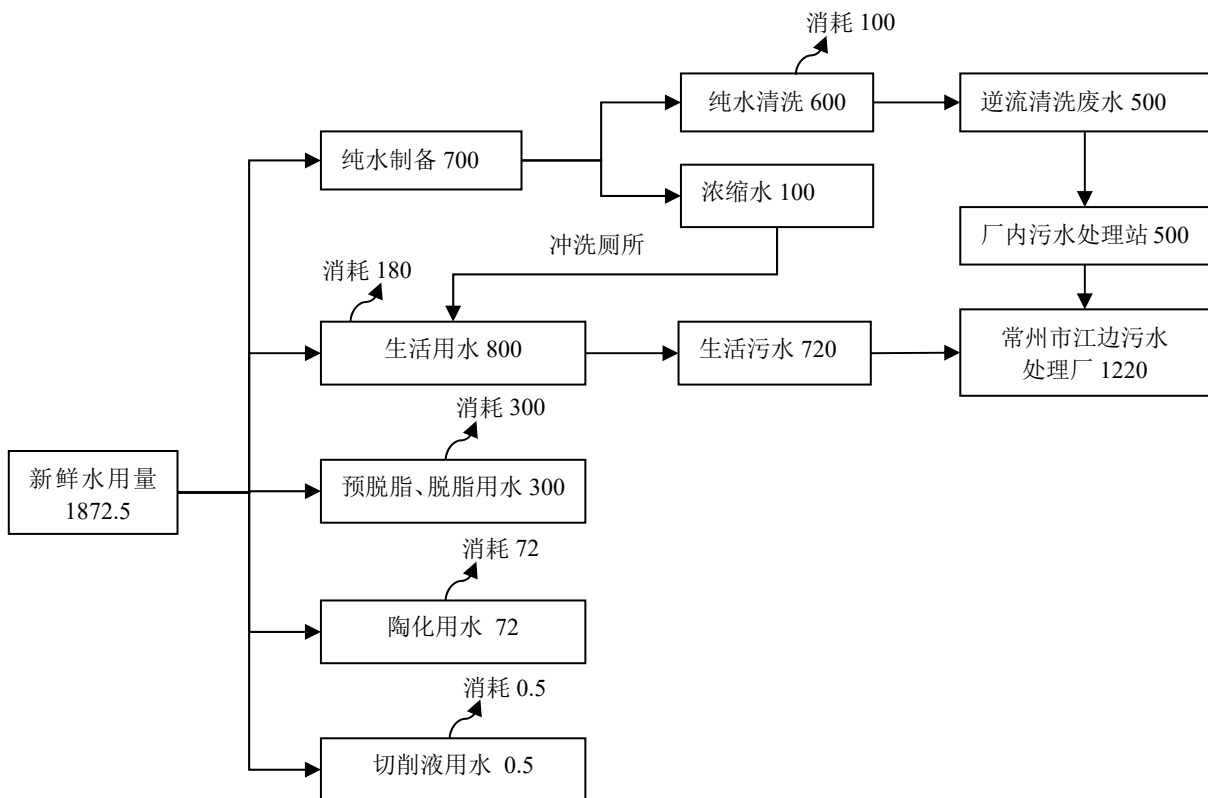 消耗 100
纯水清洗 600
逆流清洗废水 500
纯水制备 700
浓缩水 100
厂内污水处理站 500
冲洗厕所
消耗 180
生活用水 800
生活污水 720
常州市江边污水
处理厂 1220
消耗 300
新鲜水用量
1872.5
预脱脂、脱脂用水 300
消耗 72
陶化用水 72
消耗 0.5
切削液用水 0.5